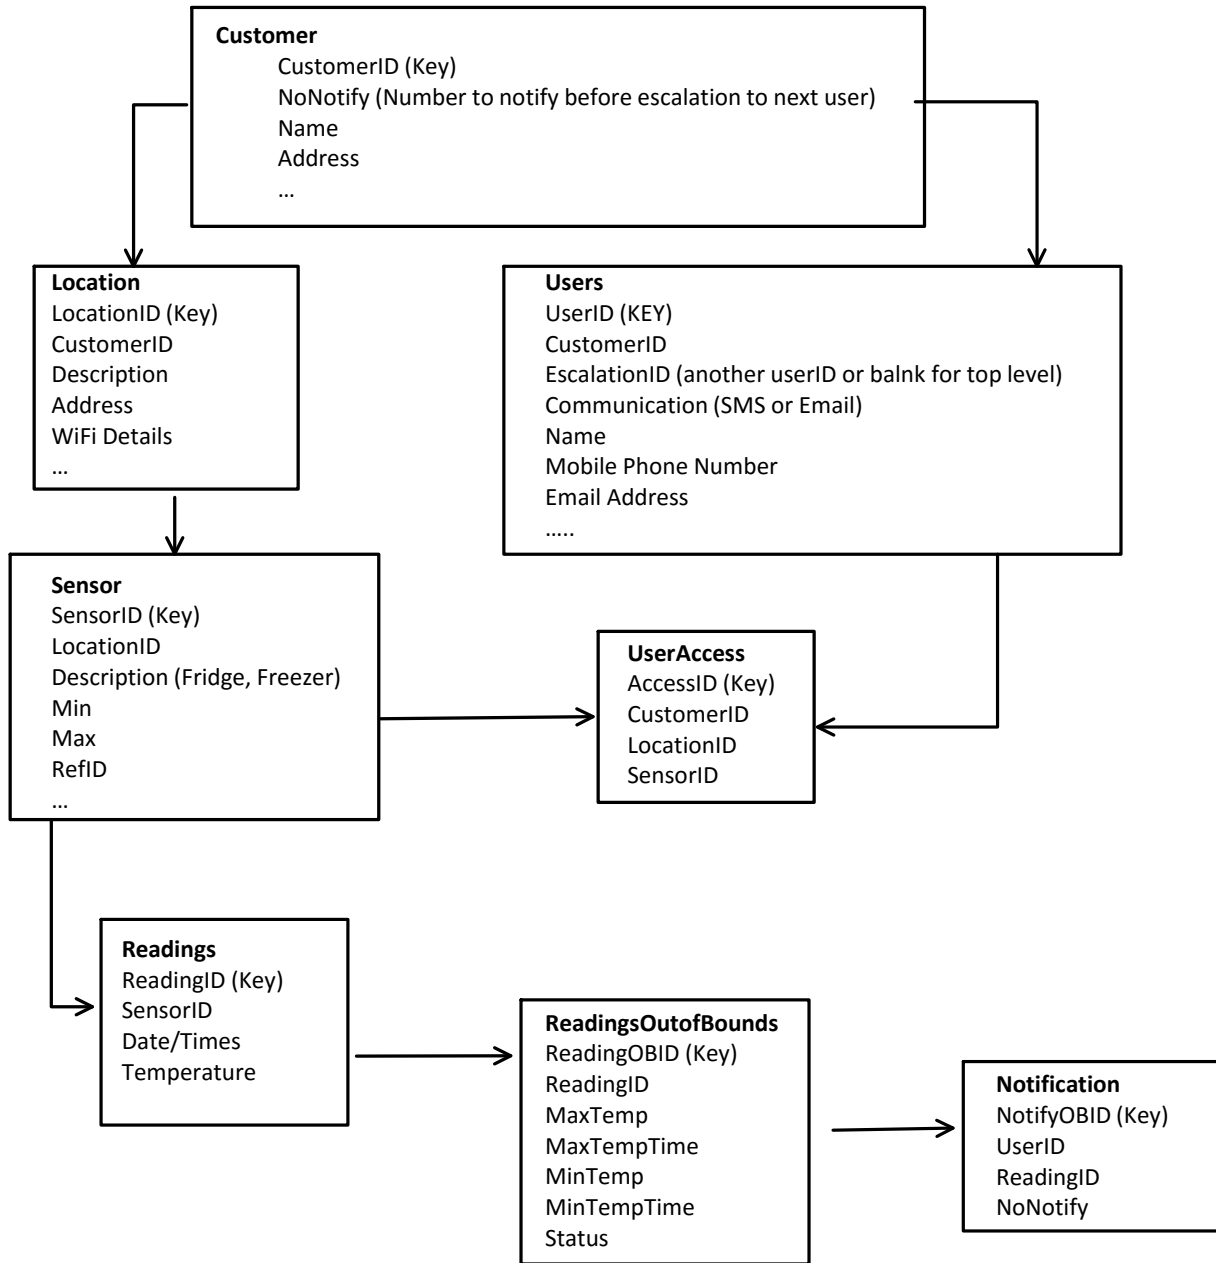 Customer
CustomerID (Key)
NoNotify (Number to notify before escalation to next user)
Name
Address
...
Location
LocationID (Key)
CustomerID
Description
Address
WiFi Details
...
Users
UserID (KEY)
CustomerID
EscalationID (another userID or balnk for top level)
Communication (SMS or Email)
Name
Mobile Phone Number
Email Address
.....
Sensor
SensorID (Key)
LocationID
Description (Fridge, Freezer)
Min
Max
RefID
...
UserAccess
AccessID (Key)
CustomerID
LocationID
SensorID
Readings
ReadingID (Key)
SensorID
Date/Times
Temperature
ReadingsOutofBounds
ReadingOBID (Key)
ReadingID
MaxTemp
MaxTempTime
MinTemp
MinTempTime
Status
Notification
NotifyOBID (Key)
UserID
ReadingID
NoNotify